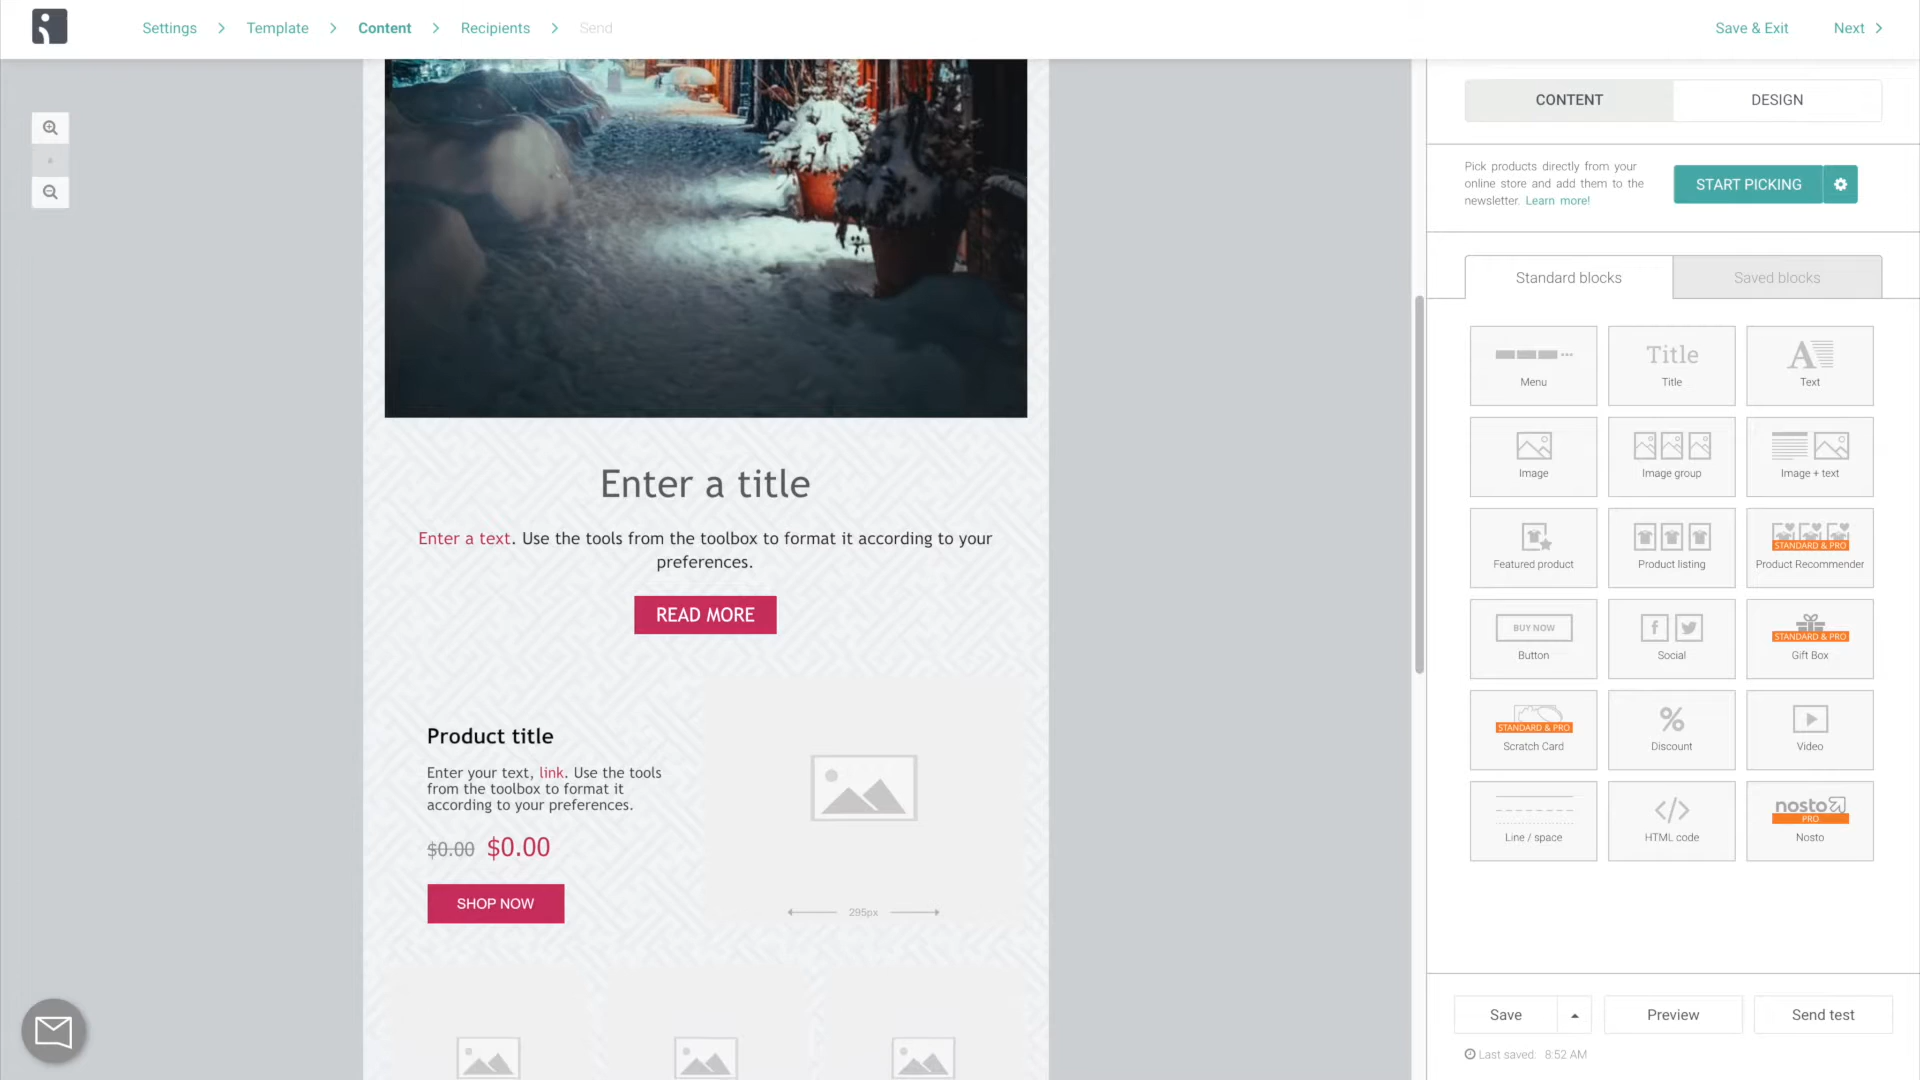 Settings
Template
Content
Recipients
Send
Save & Exit
Next
CONTENT
DESIGN
Pick products directly from your
online store and add them to the
newsletter. Learn more!
START PICKING
Standard blocks
Saved blocks
Menu
Title
Title
A
Text
Image
Image group
Image + text
Featured product
Product listing
STANDARD & PRO
Product Recommender
BUY NOW
Button
Social
STANDARD & PRO
Gift Box
STANDARD & PRO
Scratch Card
%
Discount
Video
Line / space
</>
HTML code
nosto
PRO
Nosto
Enter a title
Enter a text. Use the tools from the toolbox to format it according to your
preferences.
READ MORE
Product title
Enter your text, link. Use the tools
from the toolbox to format it
according to your preferences.
$0.00 $0.00
SHOP NOW
295px
Save
Preview
Send test
Last saved: 8:52 AM